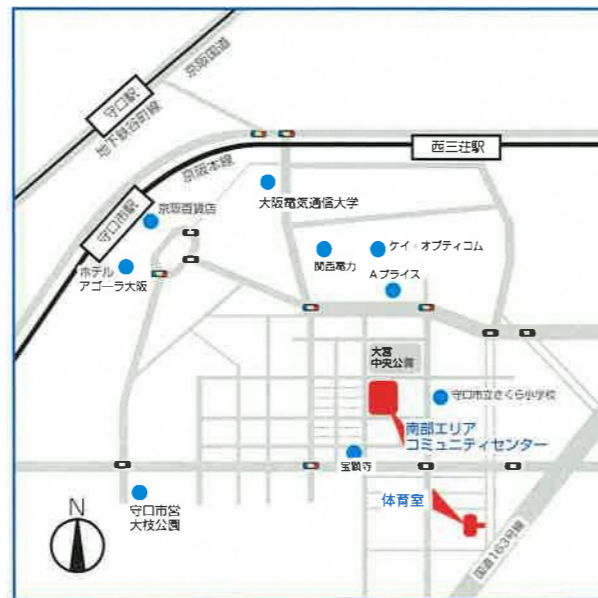 京阪国道
守口駅
地下鉄谷町線
西三荘駅
京阪本線
守口市駅
京阪百貨店
大阪電気通信大学
ホテル
アゴーラ大阪
関西電力
ケイ・オプティコム
Aプライス
大宮
中央公園
守口市立さくら小学校
南部エリア
コミュニティセンター
宝願寺
体育室
守口市営
大枝公園
N
国道163号線